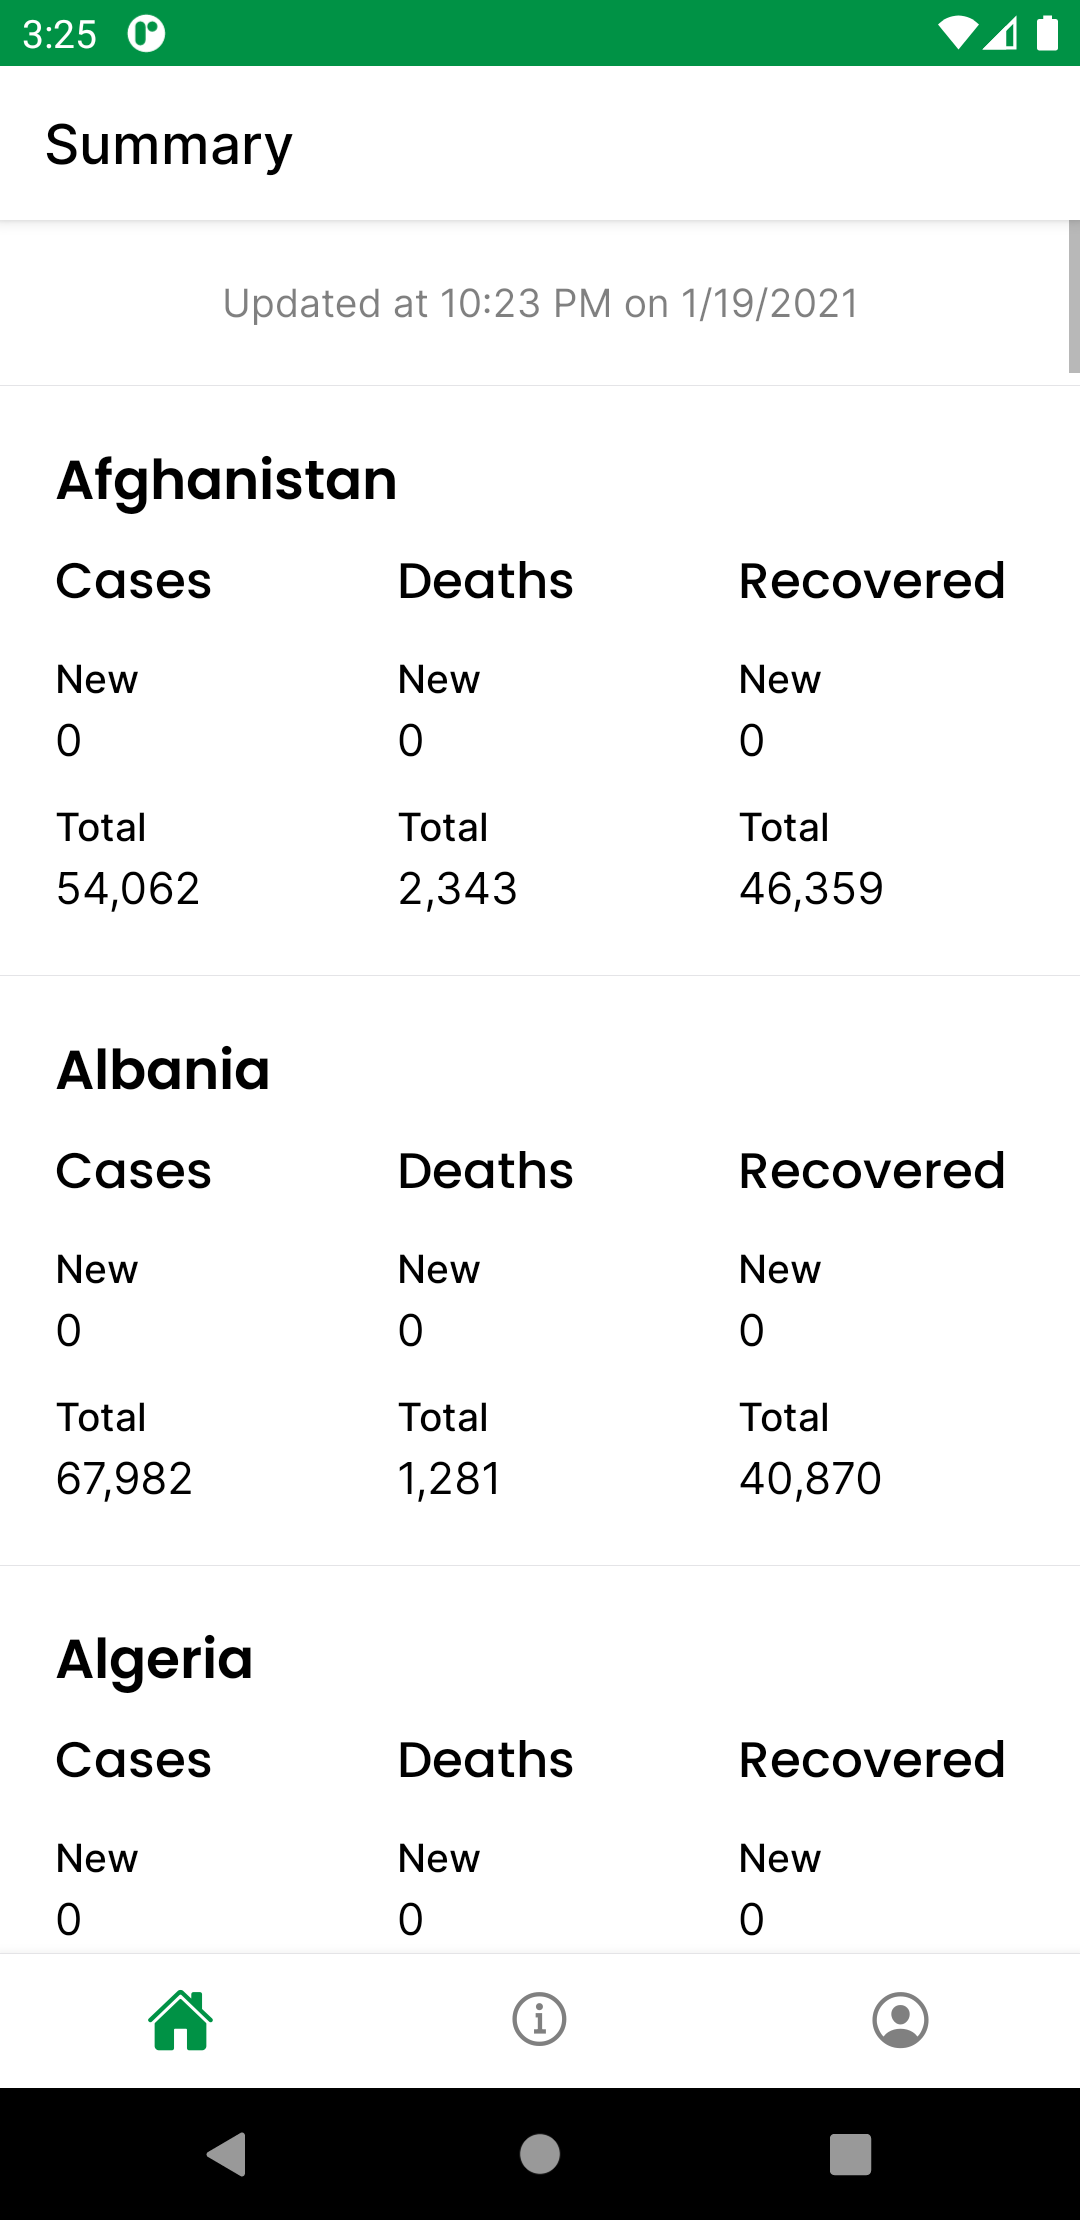 3:25
Summary
Updated at 10:23 PM on 1/19/2021
Afghanistan
Cases Deaths Recovered
New New New
0 0 0
Total Total Total
54,062 2,343 46,359
Albania
Cases Deaths Recovered
New New New
0 0 0
Total Total Total
67,982 1,281 40,870
Algeria
Cases Deaths Recovered
New New New
0 0 0